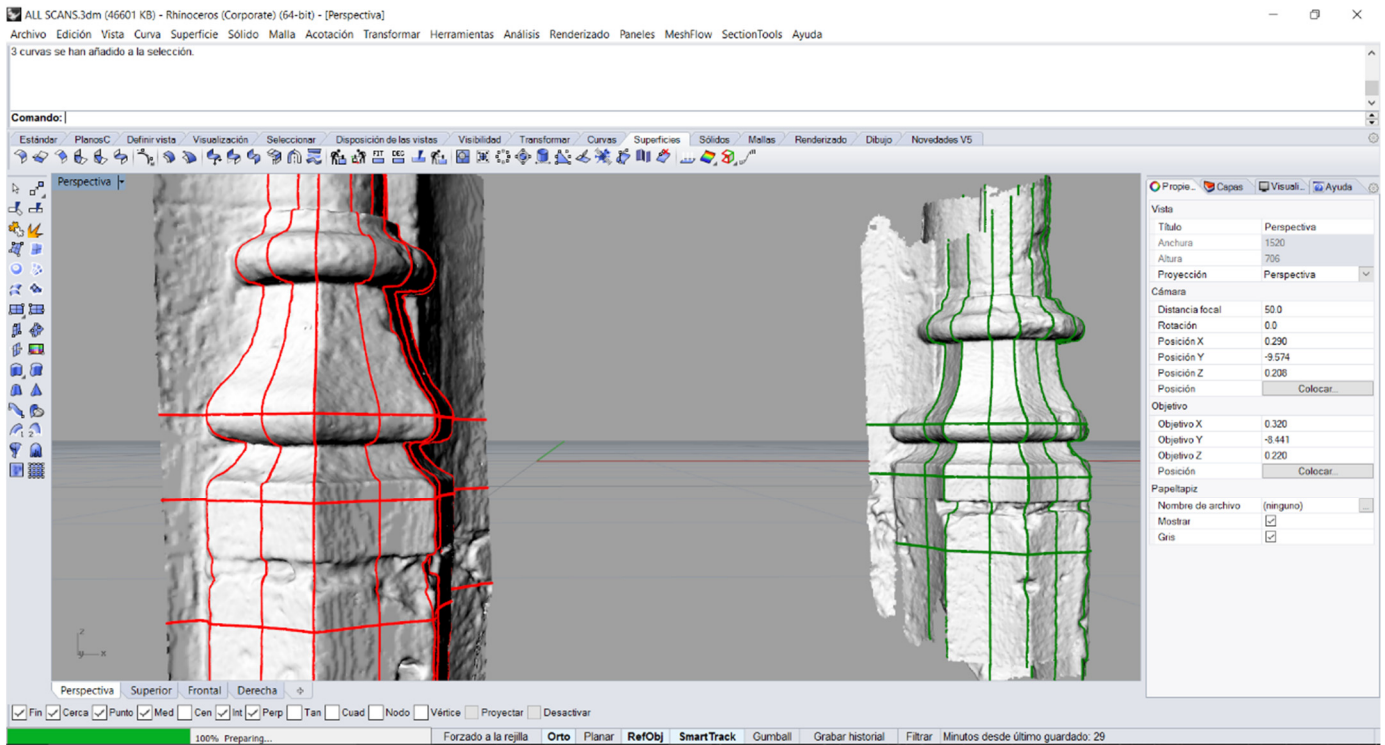 ALL SCANS.3dm (46601 KB) - Rhinoceros (Corporate) (64-bit) - [Perspectiva]
Archivo Edición Vista Curva Superficie Sólido Malla Acotación Transformar Herramientas Análisis Renderizado Paneles MeshFlow SectionTools Ayuda
3 curvas se han añadido a la selección.
Comando:
Estándar PlanosC Definir vista Visualización Seleccionar Disposición de las vistas Visibilidad Transformar Curvas Superficies Sólidos Mallas Renderizado Dibujo Novedades V5
FIT DEG
Perspectiva
Propie... Capas Visuali... Ayuda
Vista
Título Perspectiva
Anchura 1520
Altura 706
Proyección Perspectiva
Cámara
Distancia focal 50.0
Rotación 0.0
Posición X 0.290
Posición Y -9.574
Posición Z 0.208
Posición Colocar...
Objetivo
Objetivo X 0.320
Objetivo Y -8.441
Objetivo Z 0.220
Posición Colocar...
Papeltapiz
Nombre de archivo (ninguno) ...
Mostrar
Gris
z
y x
Perspectiva Superior Frontal Derecha
Fin Cerca Punto Med Cen Int Perp Tan Cuad Nodo Vértice Proyectar Desactivar
100% Preparing... Forzado a la rejilla Orto Planar RefObj SmartTrack Gumball Grabar historial Filtrar Minutos desde último guardado: 29